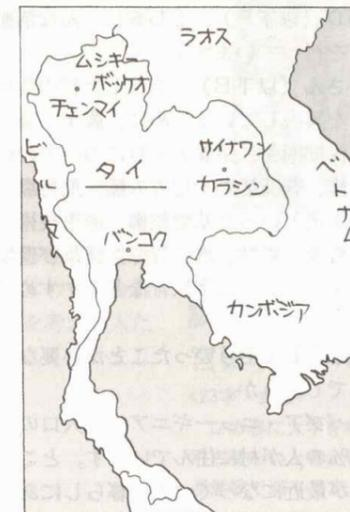 ラオス
ムシキー
ボッケオ
チェンマイ
サイナワン
カラシン
ビルマ
タイ
ベトナム
バンコク
カンボジア